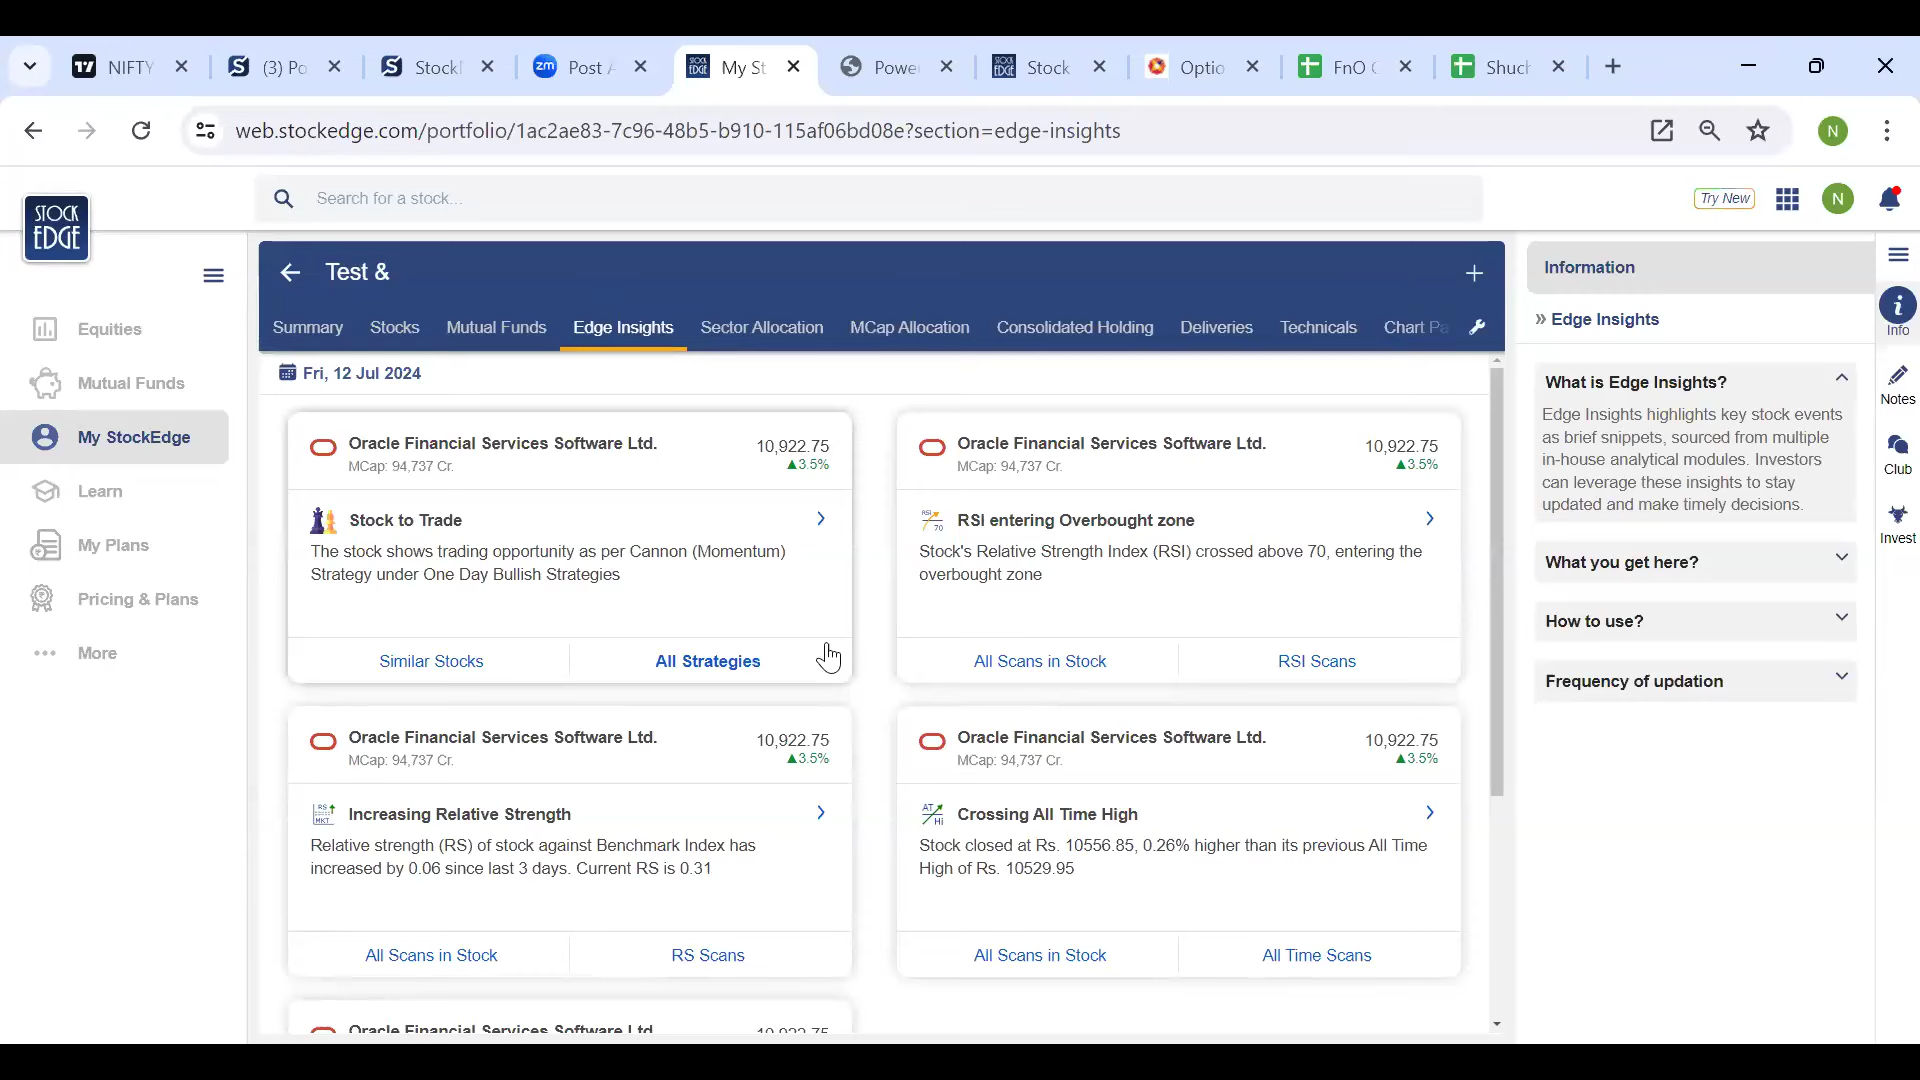 NIFTY
(3) Po
Stock
Post A
My St
Powe
Stock
Optio
FnO C
Shuch
web.stockedge.com/portfolio/1ac2ae83-7c96-48b5-b910-115af06bd08e?section=edge-insights
N
STOCK
EDGE
Search for a stock...
Try New
N
Test &
Information
Summary
Stocks
Mutual Funds
Edge Insights
Sector Allocation
MCap Allocation
Consolidated Holding
Deliveries
Technicals
Chart Pa
» Edge Insights
Info
Notes
Club
Invest
Equities
Mutual Funds
My StockEdge
Learn
My Plans
Pricing & Plans
More
Fri, 12 Jul 2024
Oracle Financial Services Software Ltd.
10,922.75
MCap: 94,737 Cr.
▲3.5%
Stock to Trade
The stock shows trading opportunity as per Cannon (Momentum)
Strategy under One Day Bullish Strategies
Similar Stocks
All Strategies
Oracle Financial Services Software Ltd.
10,922.75
MCap: 94,737 Cr.
▲3.5%
RSI
70
RSI entering Overbought zone
Stock's Relative Strength Index (RSI) crossed above 70, entering the
overbought zone
All Scans in Stock
RSI Scans
Oracle Financial Services Software Ltd.
10,922.75
MCap: 94,737 Cr.
▲3.5%
RS
MKT
Increasing Relative Strength
Relative strength (RS) of stock against Benchmark Index has
increased by 0.06 since last 3 days. Current RS is 0.31
All Scans in Stock
RS Scans
Oracle Financial Services Software Ltd.
10,922.75
MCap: 94,737 Cr.
▲3.5%
AT
Hi
Crossing All Time High
Stock closed at Rs. 10556.85, 0.26% higher than its previous All Time
High of Rs. 10529.95
All Scans in Stock
All Time Scans
Oracle Financial Services Software Ltd.
10,922.75
What is Edge Insights?
Edge Insights highlights key stock events
as brief snippets, sourced from multiple
in-house analytical modules. Investors
can leverage these insights to stay
updated and make timely decisions.
What you get here?
How to use?
Frequency of updation